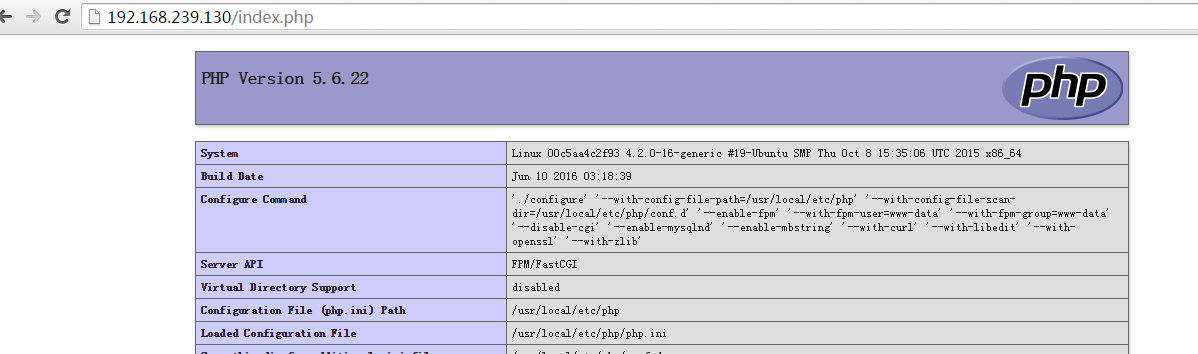 192.168.239.130/index.php
PHP Version 5.6.22
php
System Linux 00c5aa4c2f93 4.2.0-16-generic #19-Ubuntu SMP Thu Oct 8 15:35:06 UTC 2015 x86_64
Build Date Jun 10 2016 03:18:39
Configure Command './configure' '--with-config-file-path=/usr/local/etc/php' '--with-config-file-scan-
dir=/usr/local/etc/php/conf.d' '--enable-fpm' '--with-fpm-user=www-data' '--with-fpm-group=www-data'
'--disable-cgi' '--enable-mysqlnd' '--enable-mbstring' '--with-curl' '--with-libedit' '--with-
openssl' '--with-zlib'
Server API FPM/FastCGI
Virtual Directory Support disabled
Configuration File (php.ini) Path /usr/local/etc/php
Loaded Configuration File /usr/local/etc/php/php.ini